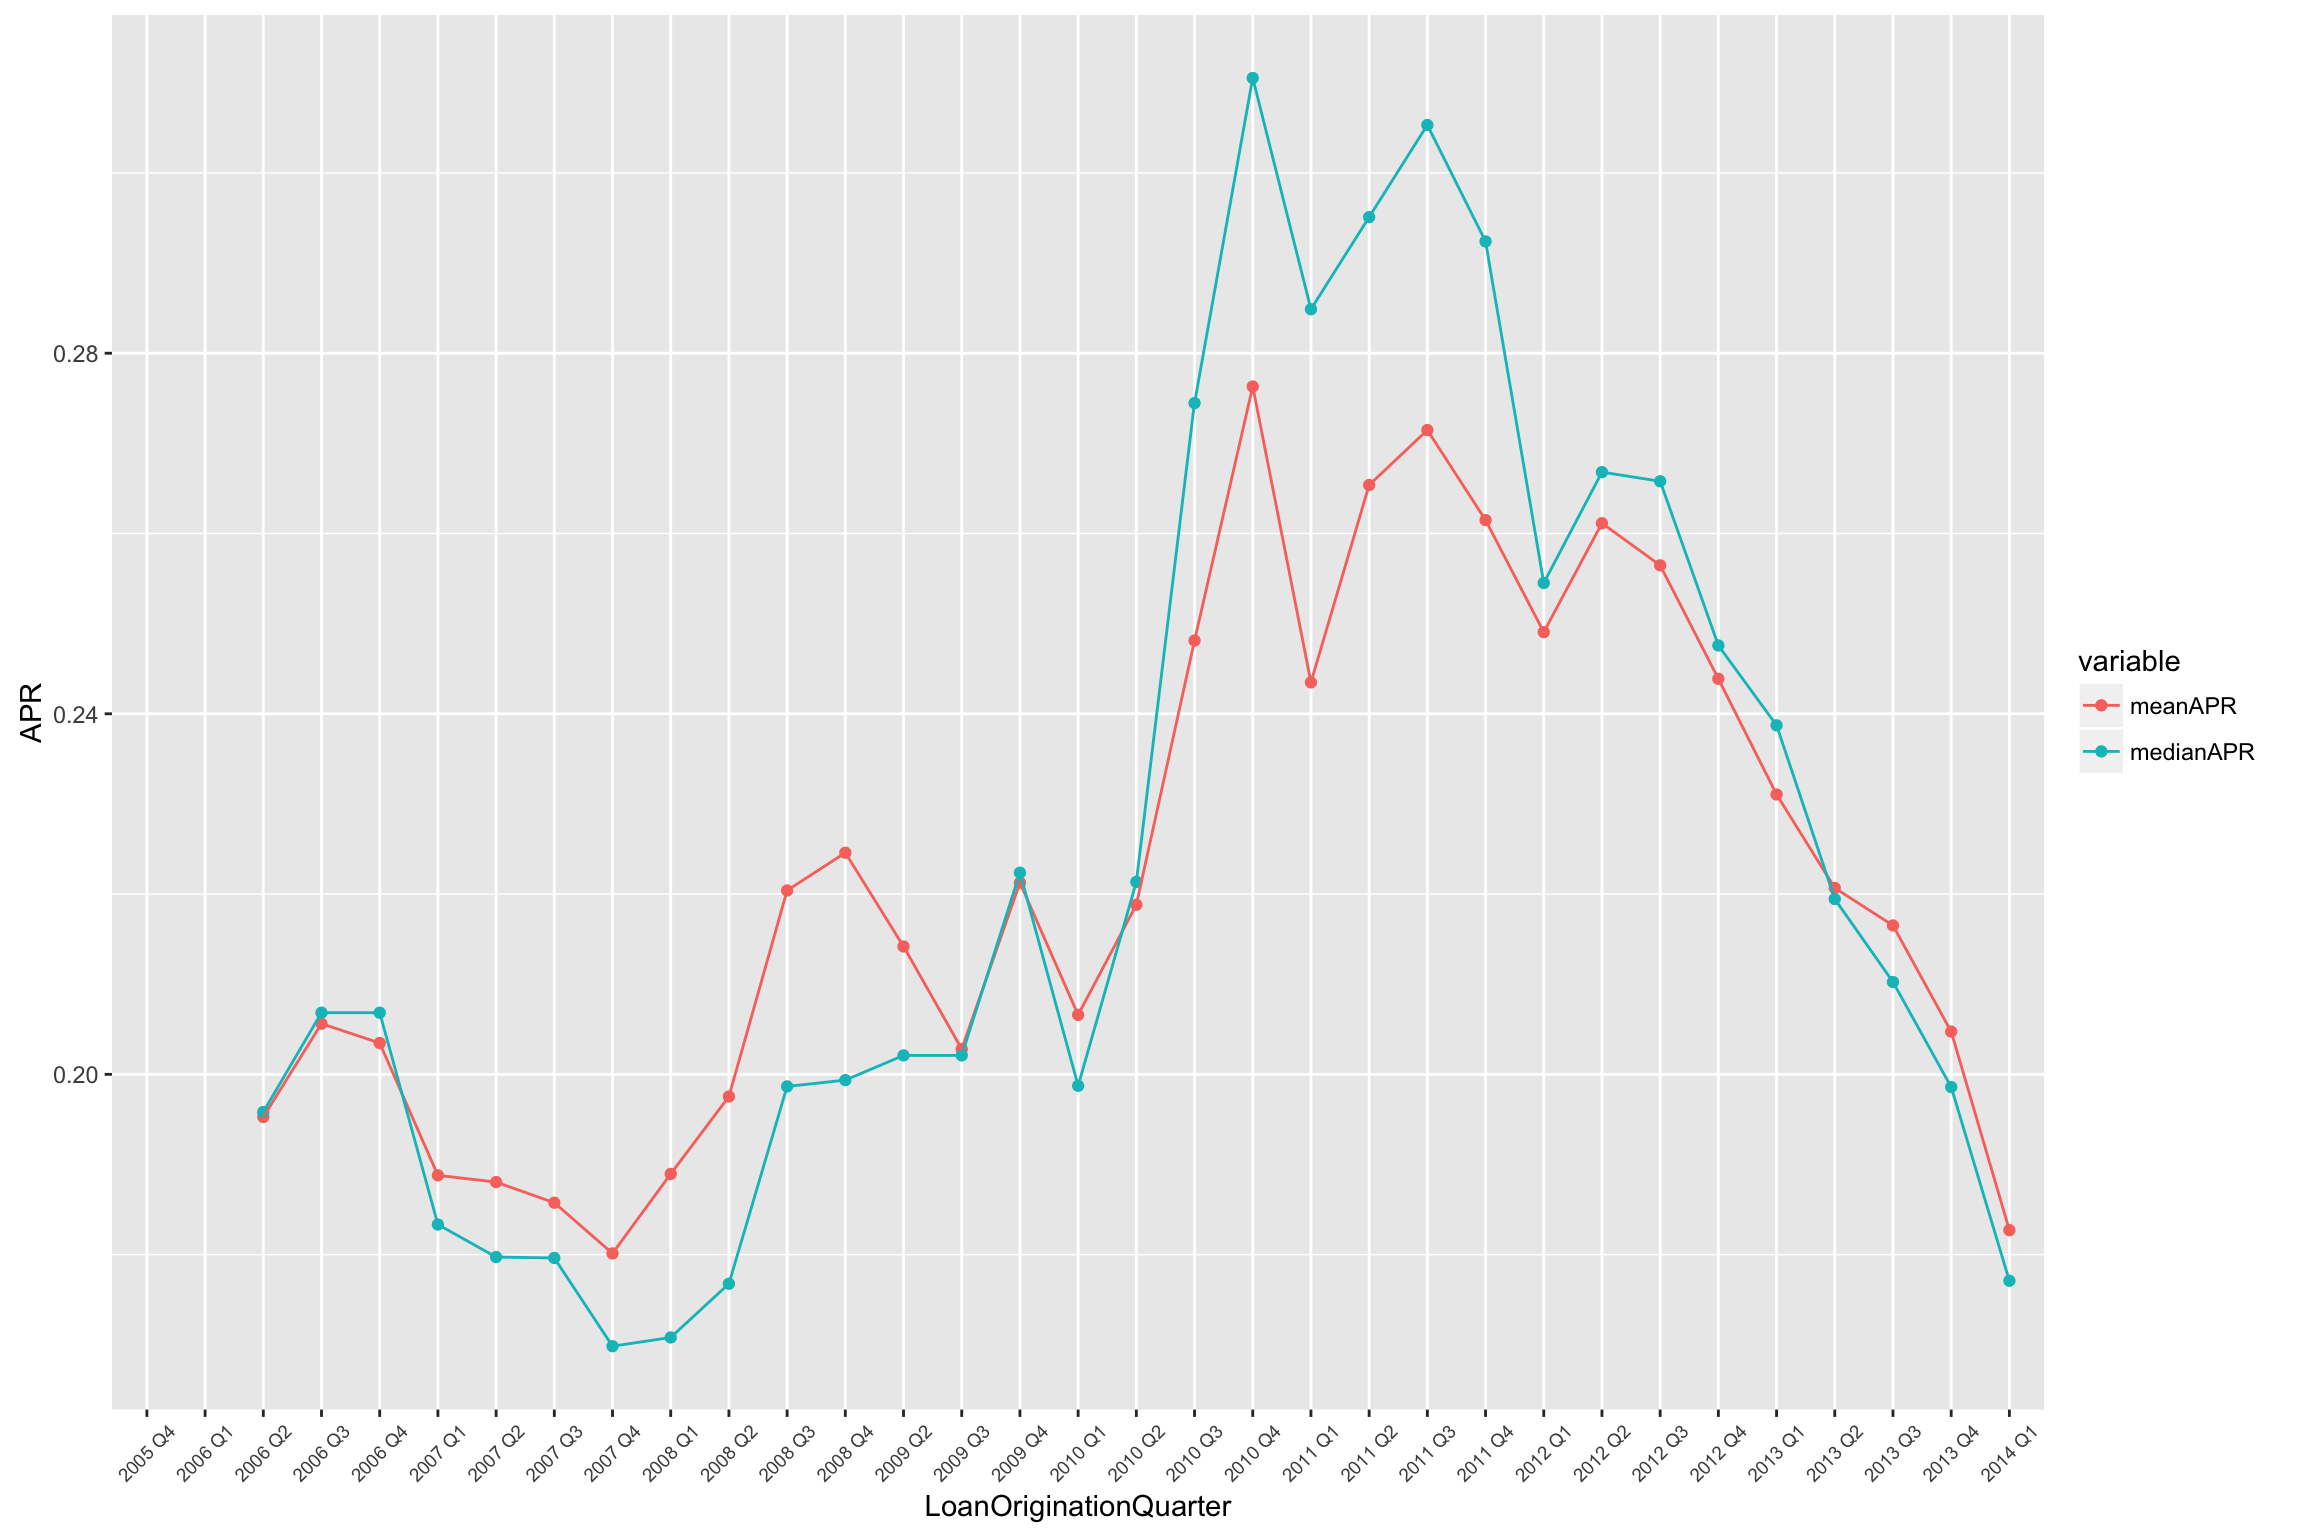 APR
0.28
0.24
0.20
2005 Q4
2006 Q1
2006 Q2
2006 Q3
2006 Q4
2007 Q1
2007 Q2
2007 Q3
2007 Q4
2008 Q1
2008 Q2
2008 Q3
2008 Q4
2009 Q2
2009 Q3
2009 Q4
2010 Q1
2010 Q2
2010 Q3
2010 Q4
2011 Q1
2011 Q2
2011 Q3
2011 Q4
2012 Q1
2012 Q2
2012 Q3
2012 Q4
2013 Q1
2013 Q2
2013 Q3
2013 Q4
2014 Q1
LoanOriginationQuarter
variable
meanAPR
medianAPR